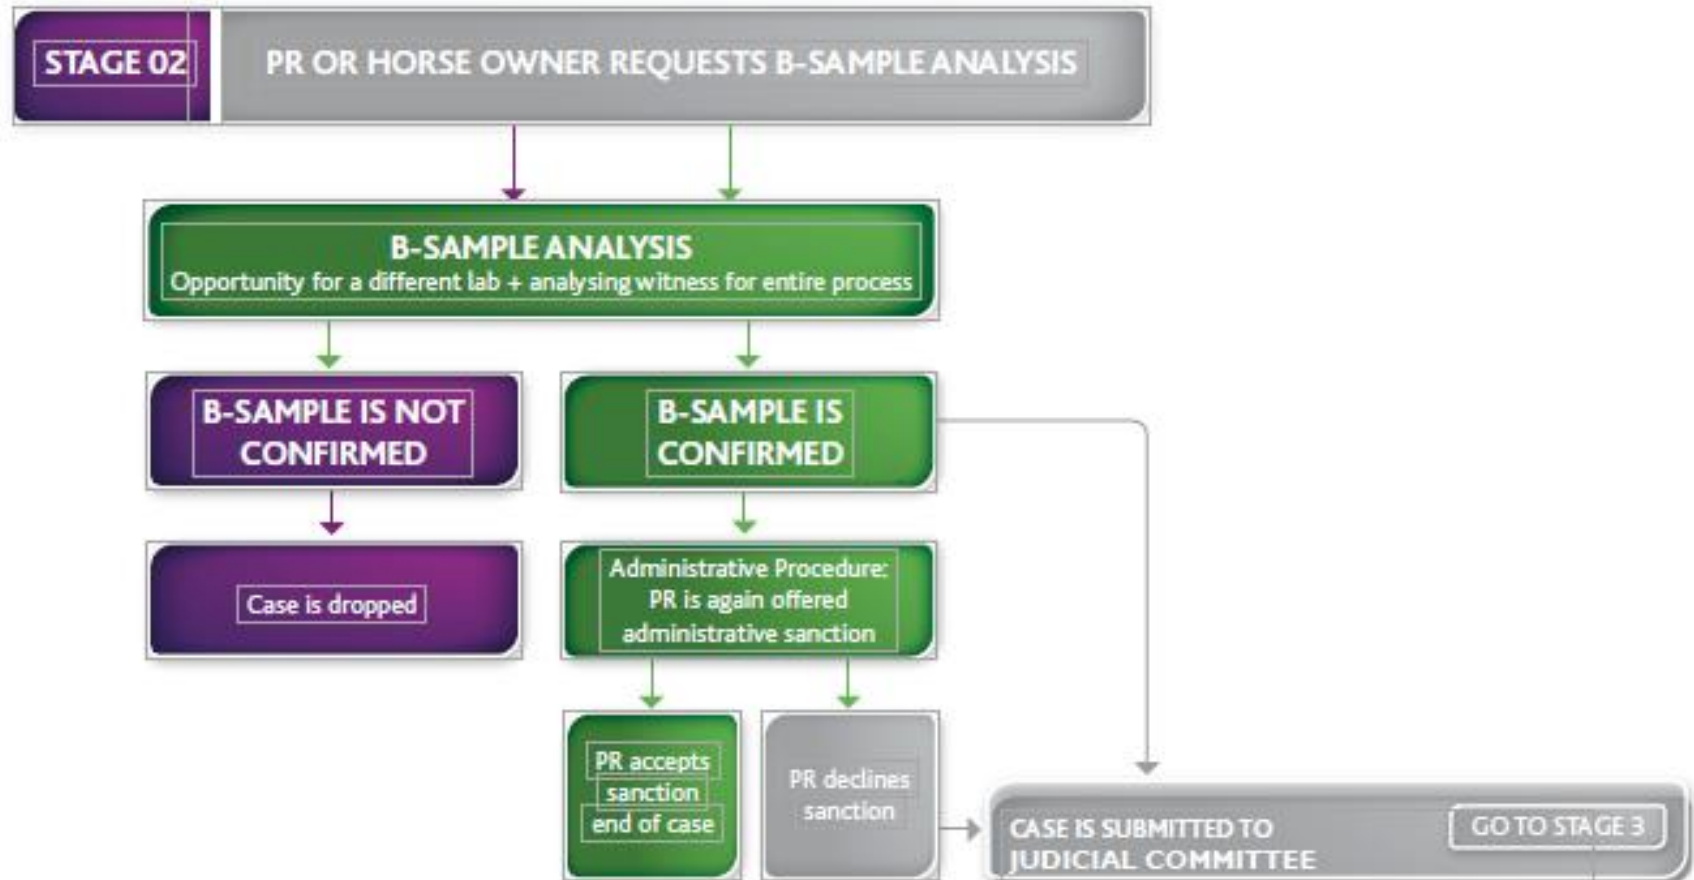 STAGE 02
PR OR HORSE OWNER REQUESTS B-SAMPLE ANALYSIS
B-SAMPLE ANALYSIS
Opportunity for a different lab + analysing witness for entire process
B-SAMPLE IS NOT
CONFIRMED
B-SAMPLE IS
CONFIRMED
Case is dropped
Administrative Procedure:
PR is again offered
administrative sanction
PR accepts
sanction
end of case
PR declines
sanction
CASE IS SUBMITTED TO
JUDICIAL COMMITTEE
GO TO STAGE 3